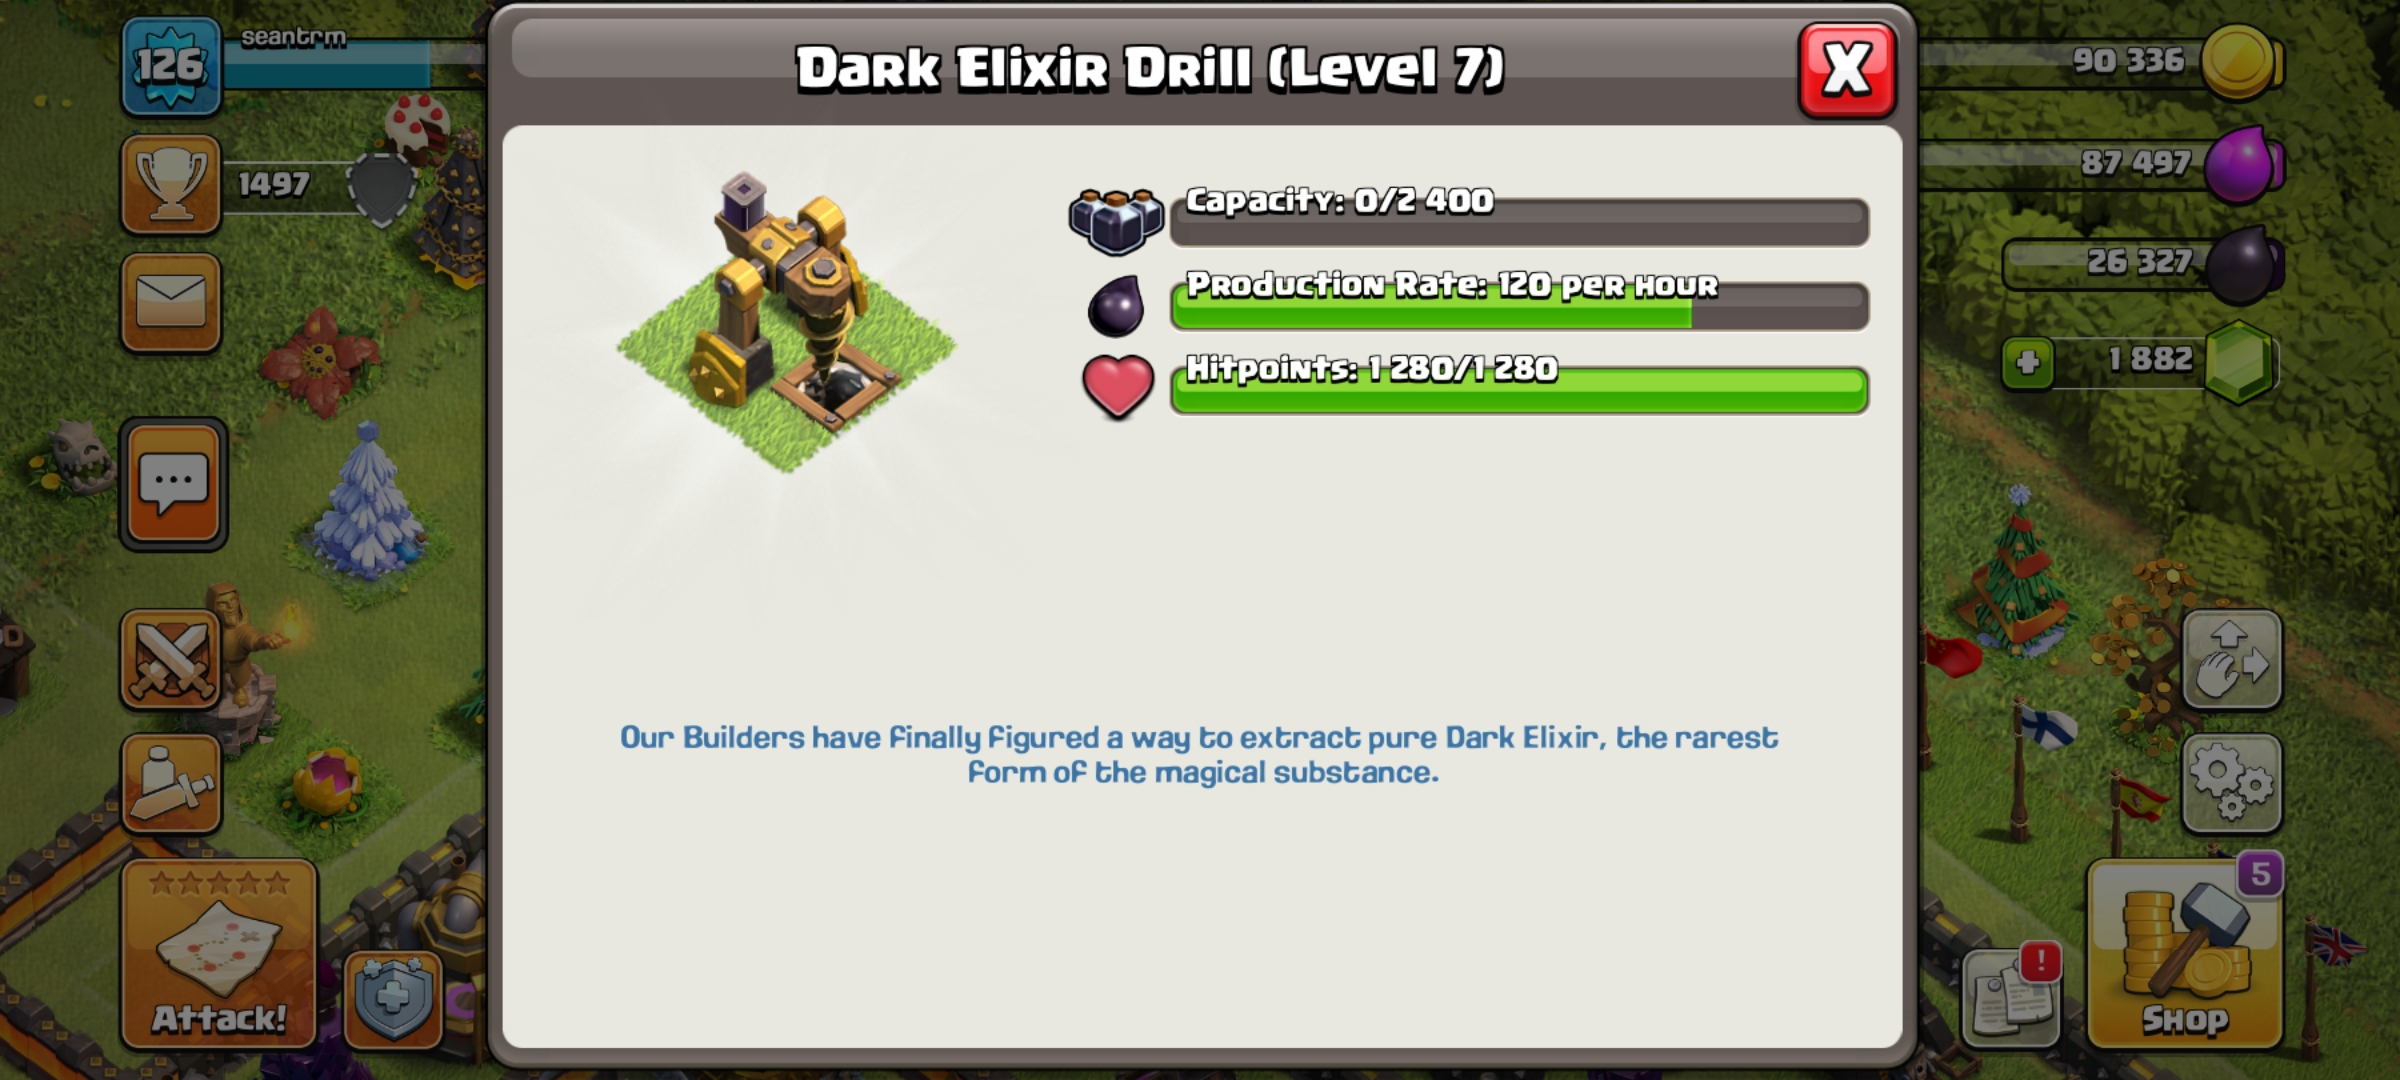 126
seantrm
Dark Elixir Drill (Level 7)
X
90 336
1497
Capacity: 0/2 400
87 497
Production Rate: 120 per hour
26 327
Hitpoints: 1 280/1 280
1 882
Our Builders have finally figured a way to extract pure Dark Elixir, the rarest
form of the magical substance.
5
!
Attack!
Shop